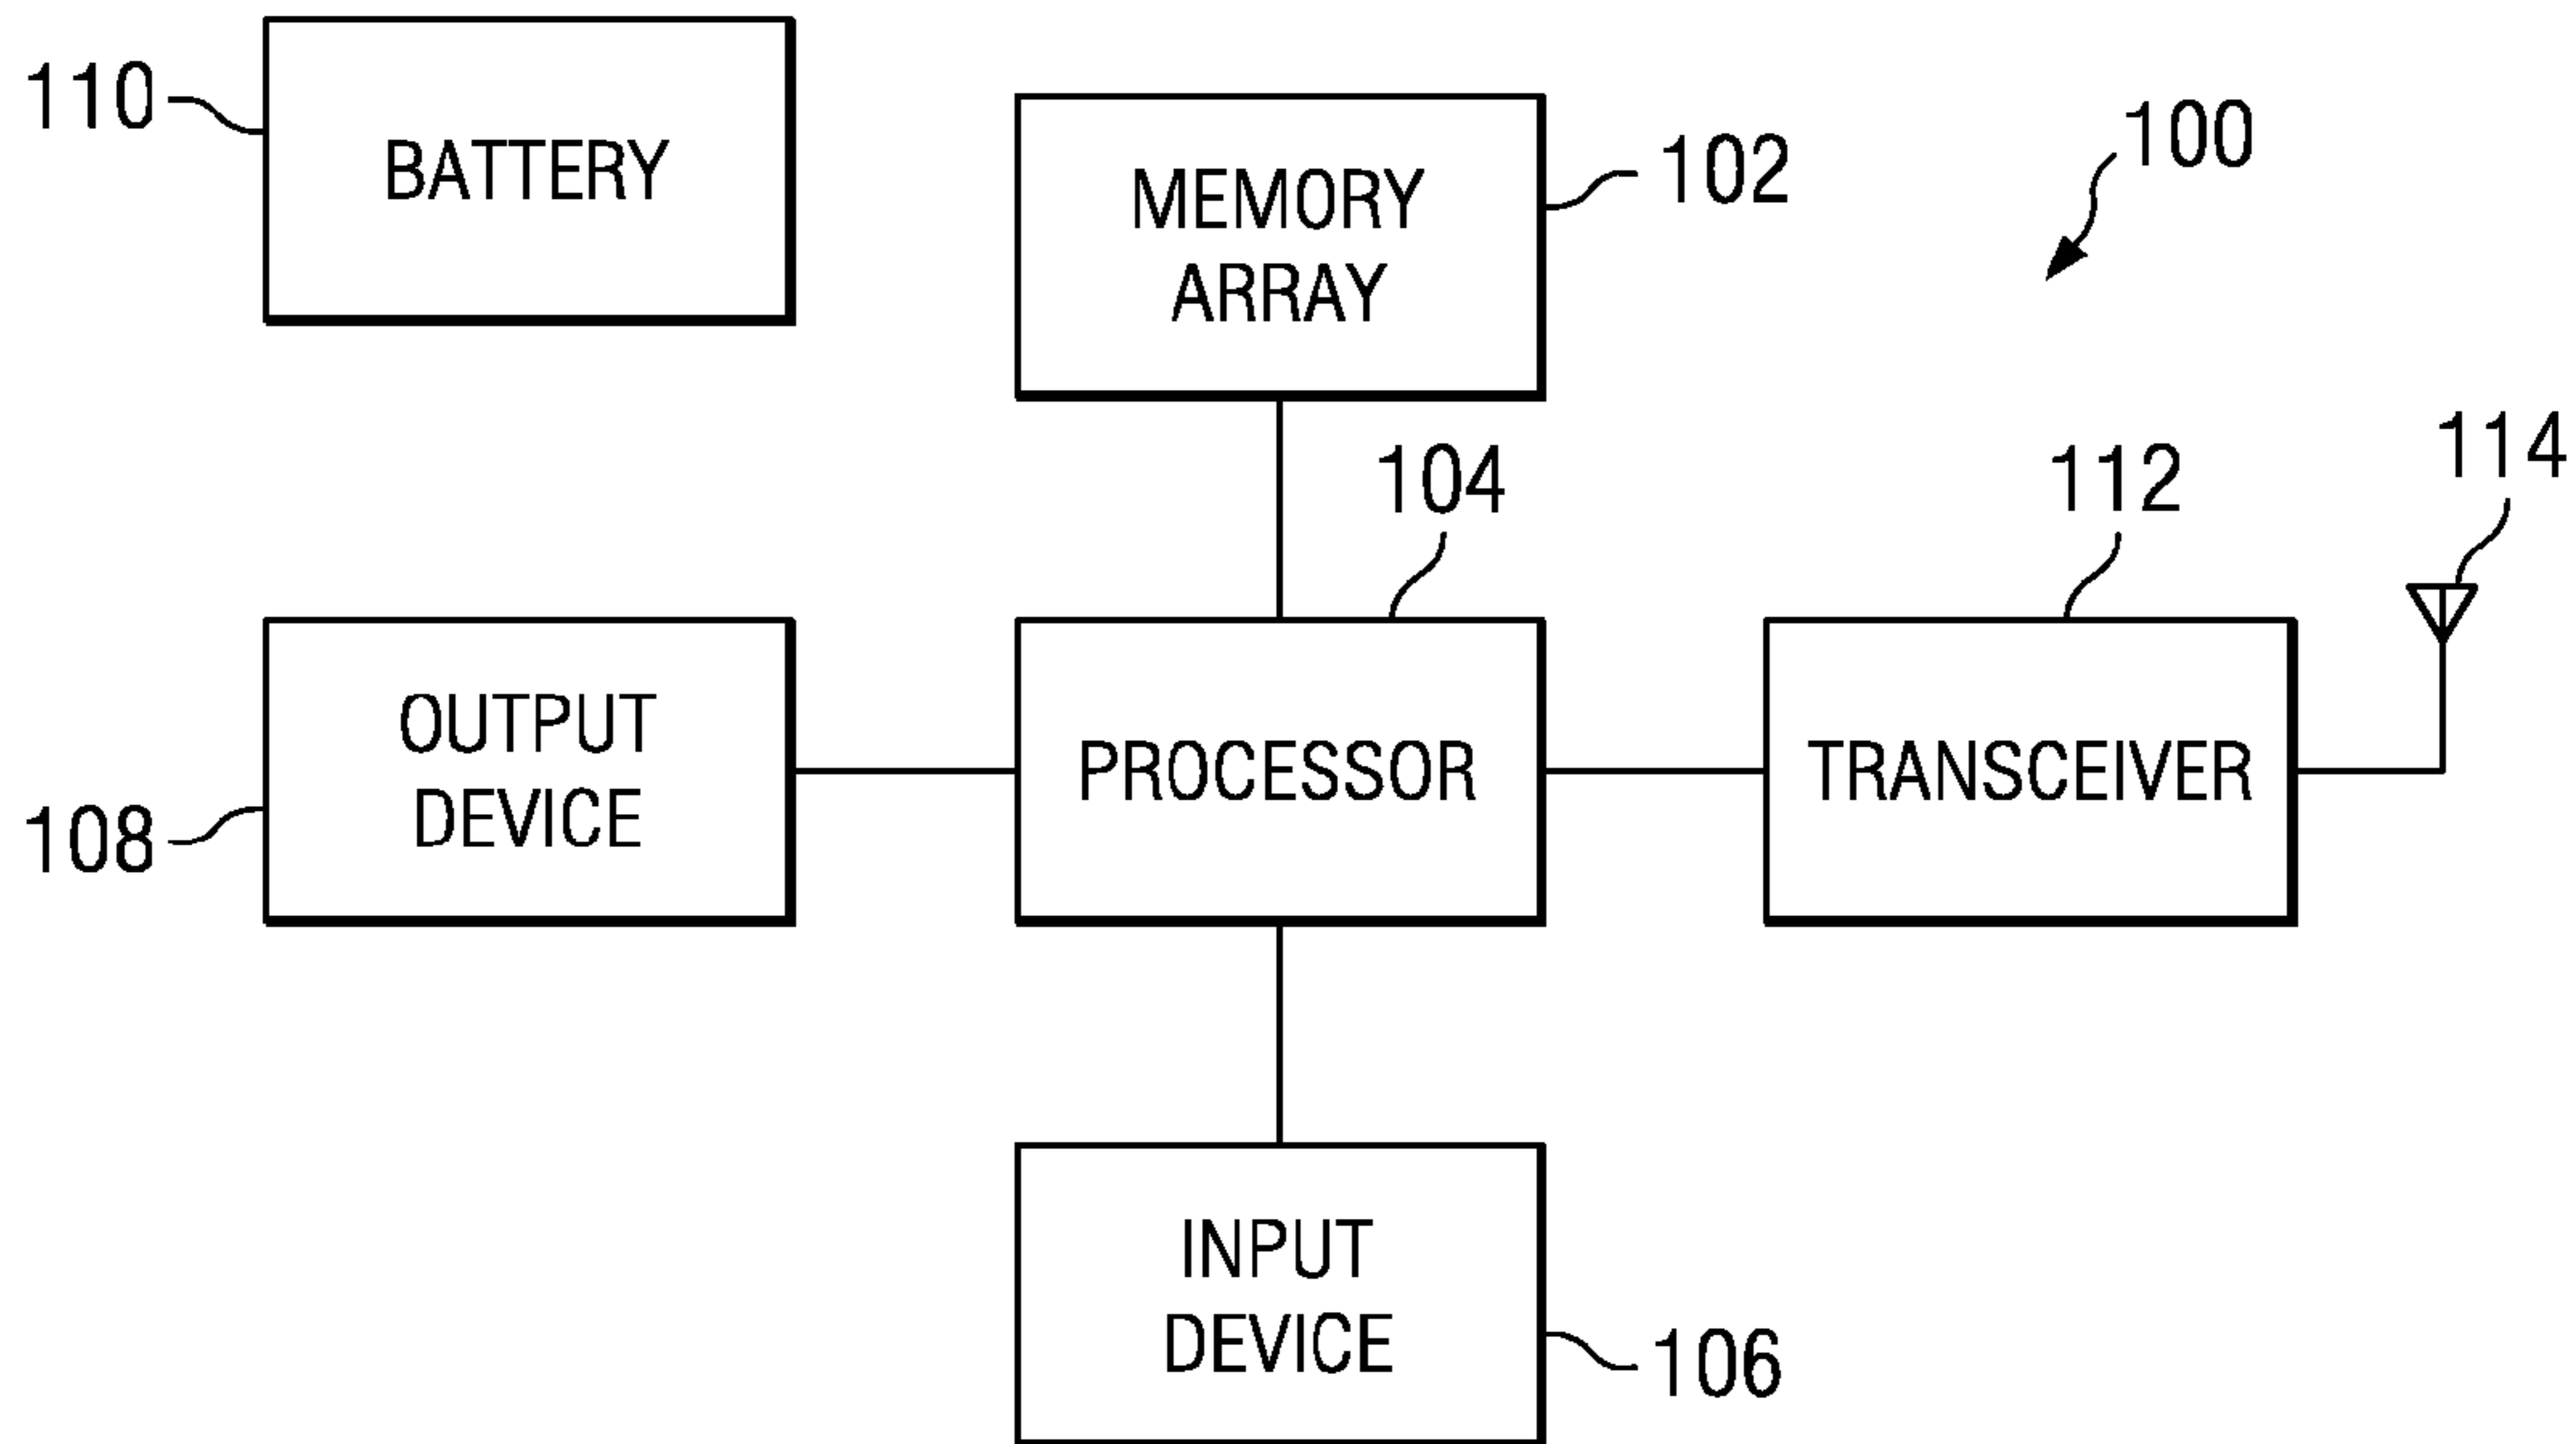 110
BATTERY
MEMORY
ARRAY
102
100
104
112
114
OUTPUT
DEVICE
108
PROCESSOR
TRANSCEIVER
INPUT
DEVICE
106